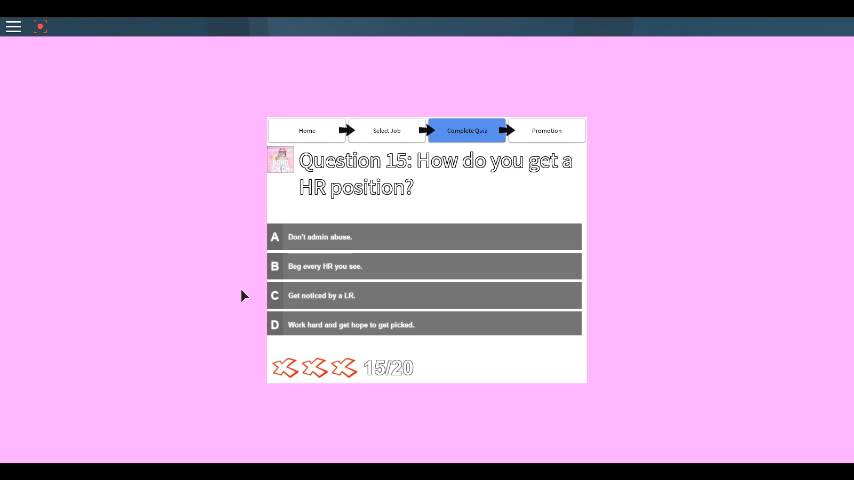 Home Select Job Complete Quiz Promotion
Question 15: How do you get a
HR position?
A Don't admin abuse.
B Beg every HR you see.
C Get noticed by a LR.
D Work hard and get hope to get picked.
15/20